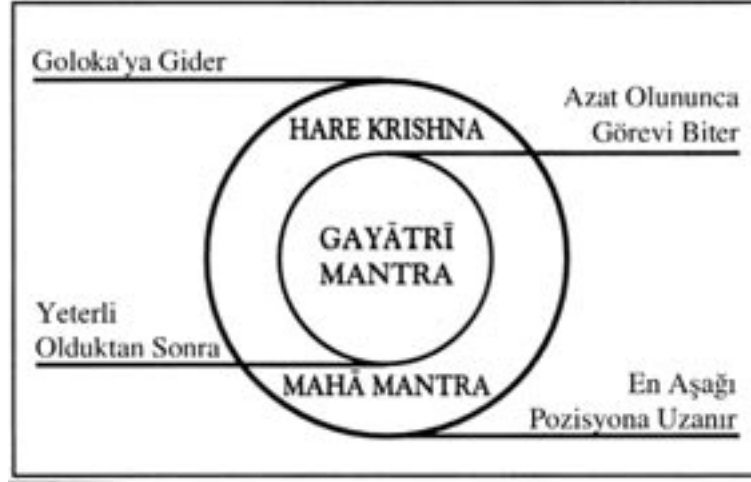 Goloka'ya Gider
Azat Olununca
Görevi Biter
HARE KRISHNA
GAYĀTRĪ
MANTRA
Yeterli
Olduktan Sonra
MAHĀ MANTRA
En Aşağı
Pozisyona Uzanır